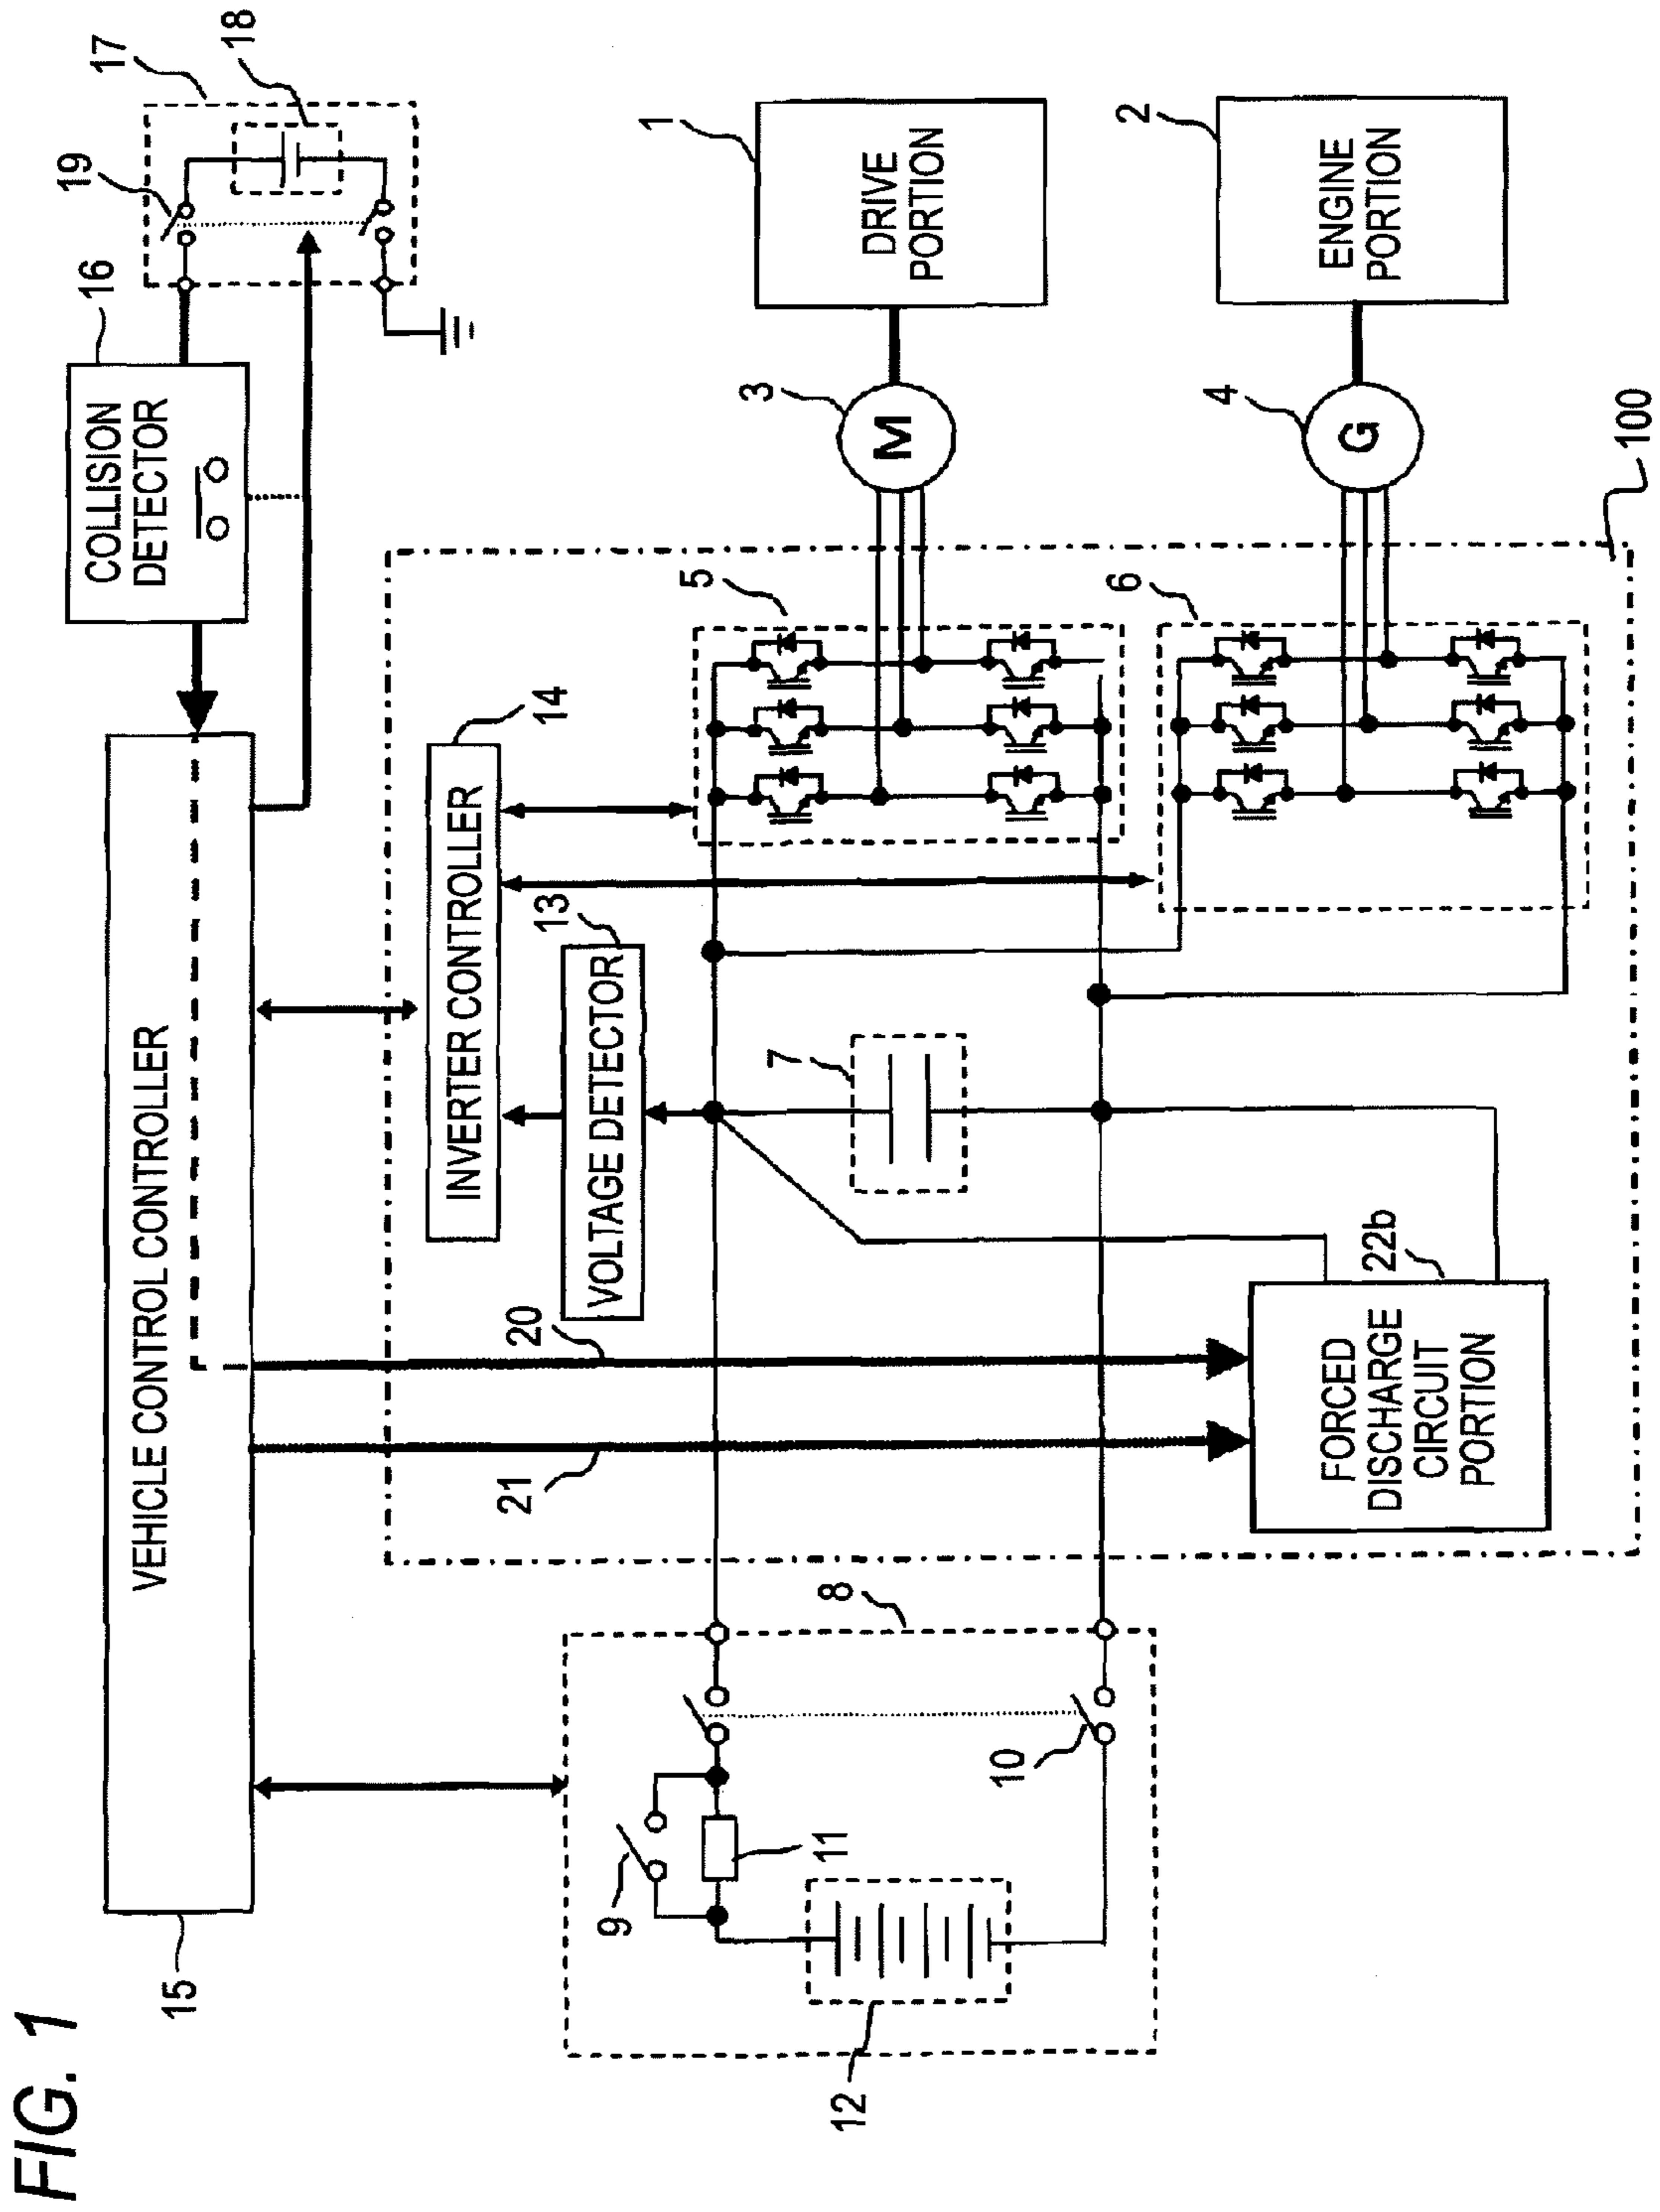 FIG. 1
15
VEHICLE CONTROL CONTROLLER
COLLISION
DETECTOR
16
17
18
19
14
INVERTER CONTROLLER
13
VOLTAGE DETECTOR
20
21
9
11
12
10
8
7
5
6
3
M
1
DRIVE
PORTION
4
G
2
ENGINE
PORTION
100
22b
FORCED
DISCHARGE
CIRCUIT
PORTION